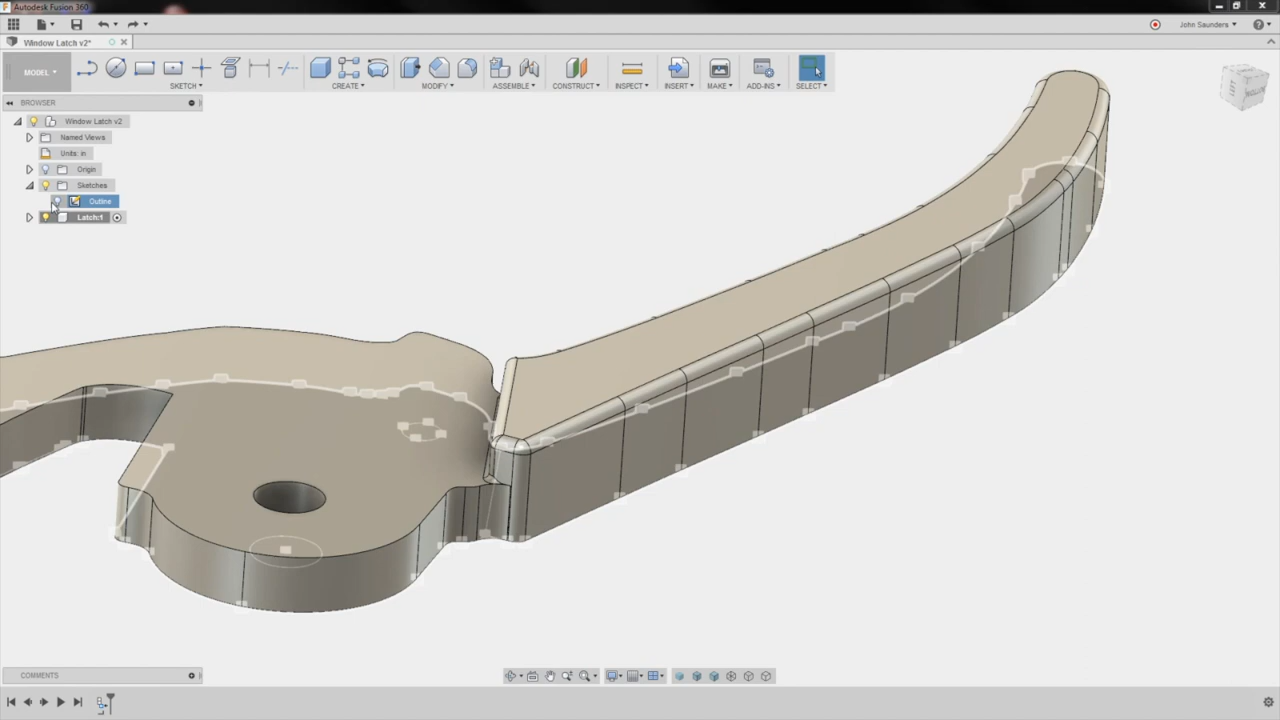 Autodesk Fusion 360
John Saunders
Window Latch v2*
MODEL
SKETCH
CREATE
MODIFY
ASSEMBLE
CONSTRUCT
INSPECT
INSERT
MAKE
ADD-INS
SELECT
BROWSER
Window Latch v2
Named Views
Units: in
Origin
Sketches
Outline
Latch:1
COMMENTS